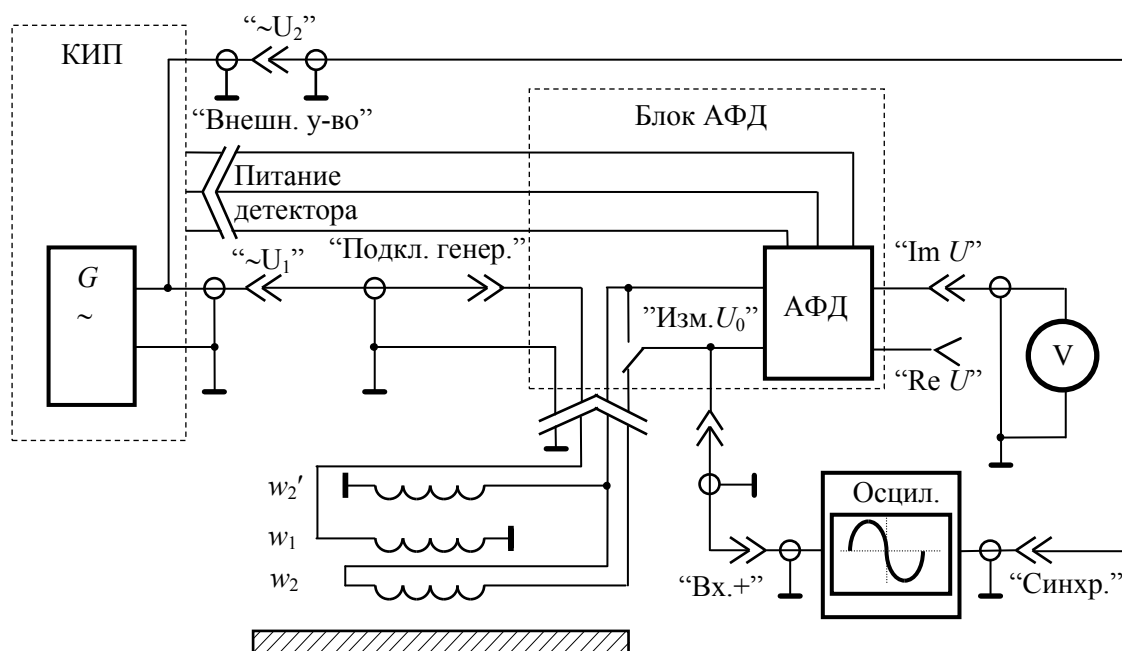 “~U₂”
КИП
“Внешн. у-во”
Блок АФД
Питание
детектора
“~U₁”
“Подкл. генер.”
“Im U”
G
~
”Изм.U₀”
АФД
V
“Re U”
w₂′
Осцил.
w₁
w₂
“Вх.+”
“Синхр.”